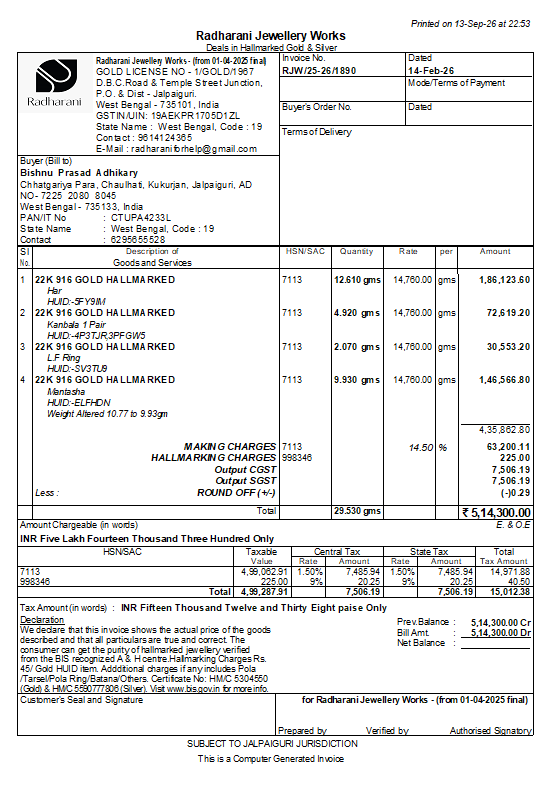 Printed on 13-Sep-26 at 22:53
Radharani Jewellery Works
Deals in Hallmarked Gold & Silver
Radharani
Radharani Jewellery Works - (from 01-04-2025 final)
GOLD LICENSE NO - 1/GOLD/1967
D.B.C.Road & Temple Street Junction,
P.O. & Dist - Jalpaiguri.
West Bengal - 735101, India
GSTIN/UIN: 19AEKPR1705D1ZL
State Name : West Bengal, Code : 19
Contact : 9614124365
E-Mail : radharaniforhelp@gmail.com
Invoice No. Dated
RJW/25-26/1890 14-Feb-26
Mode/Terms of Payment
Buyer's Order No. Dated
Terms of Delivery
Buyer (Bill to)
Bishnu Prasad Adhikary
Chhatgariya Para, Chaulhati, Kukurjan, Jalpaiguri, AD
NO- 7225 2080 8045
West Bengal - 735133, India
PAN/IT No : CTUPA4233L
State Name : West Bengal, Code : 19
Contact : 6295655528
Sl No. Description of Goods and Services HSN/SAC Quantity Rate per Amount
1 22K 916 GOLD HALLMARKED 7113 12.610 gms 14,760.00 gms 1,86,123.60
Har
HUID:-5FY9IM
2 22K 916 GOLD HALLMARKED 7113 4.920 gms 14,760.00 gms 72,619.20
Kanbala 1 Pair
HUID:-4P3TJR,3PFGW5
3 22K 916 GOLD HALLMARKED 7113 2.070 gms 14,760.00 gms 30,553.20
L.F Ring
HUID:-SV3TU9
4 22K 916 GOLD HALLMARKED 7113 9.930 gms 14,760.00 gms 1,46,566.80
Mantasha
HUID:-ELFHDN
Weight Altered 10.77 to 9.93gm
4,35,862.80
MAKING CHARGES 7113 14.50 % 63,200.11
HALLMARKING CHARGES 998346 225.00
Output CGST 7,506.19
Output SGST 7,506.19
Less : ROUND OFF (+/-) (-)0.29
Total 29.530 gms ₹ 5,14,300.00
Amount Chargeable (in words) E. & O.E
INR Five Lakh Fourteen Thousand Three Hundred Only
HSN/SAC Taxable Central Tax State Tax Total
Value Rate Amount Rate Amount Tax Amount
7113 4,99,062.91 1.50% 7,485.94 1.50% 7,485.94 14,971.88
998346 225.00 9% 20.25 9% 20.25 40.50
Total 4,99,287.91 7,506.19 7,506.19 15,012.38
Tax Amount (in words) : INR Fifteen Thousand Twelve and Thirty Eight paise Only
Declaration
We declare that this invoice shows the actual price of the goods
described and that all particulars are true and correct. The
consumer can get the purity of hallmarked jewellery verified
from the BIS recognized A & H centre.Hallmarking Charges Rs.
45/ Gold HUID item. Addditional charges if any includes Pola
/Tarsel/Pola Ring/Batana/Others. Certificate No: HM/C 5304550
(Gold) & HM/C 5590777806 (Silver). Visit www.bis.gov.in for more info.
Prev.Balance : 5,14,300.00 Cr
Bill Amt. : 5,14,300.00 Dr
Net Balance :
Customer's Seal and Signature
for Radharani Jewellery Works - (from 01-04-2025 final)
Prepared by Verified by Authorised Signatory
SUBJECT TO JALPAIGURI JURISDICTION
This is a Computer Generated Invoice